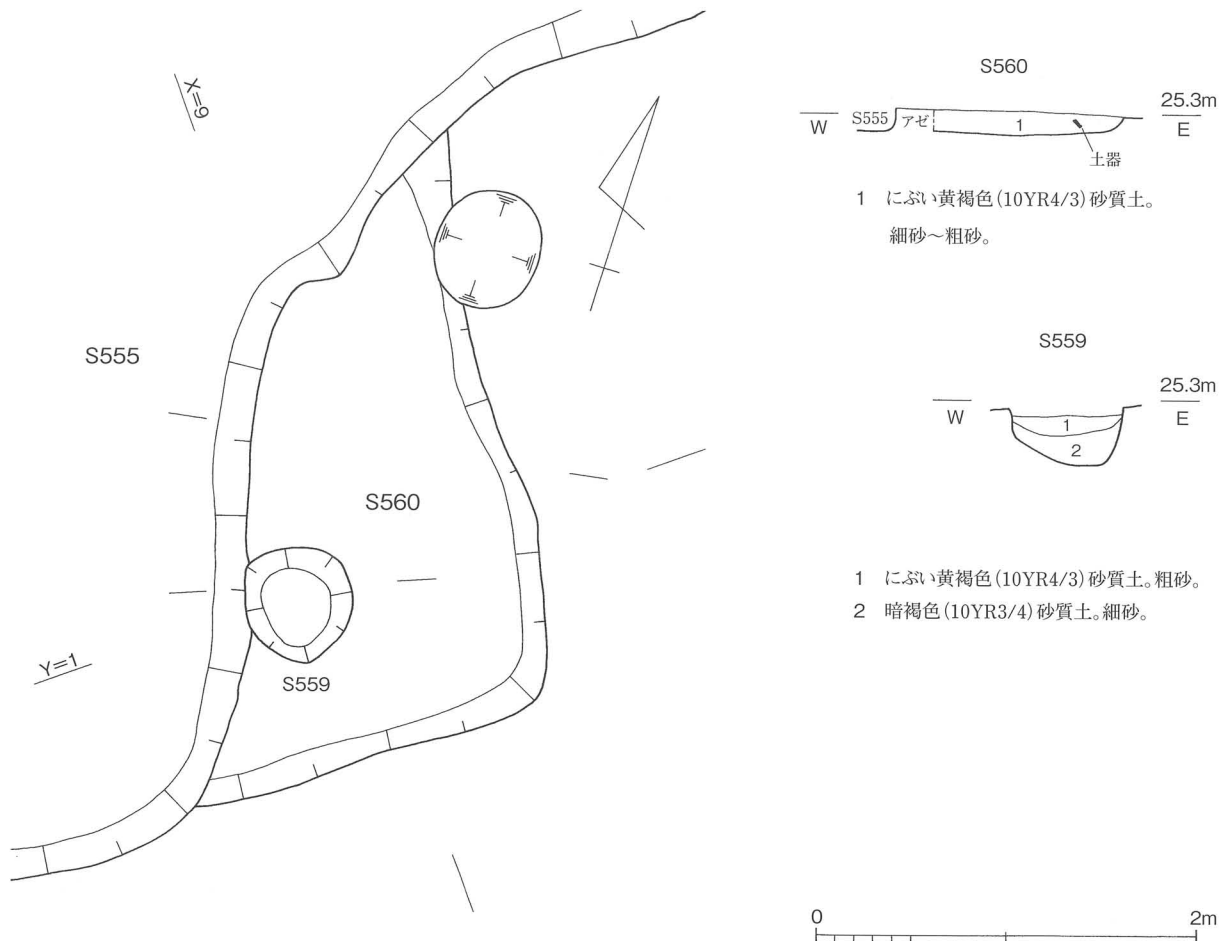 X=9
S555
S560
S559
Y=1
S560
25.3m
W S555 アゼ 1 E
土器
1 にぶい黄褐色(10YR4/3)砂質土。
細砂～粗砂。
S559
25.3m
W 1 E
2
1 にぶい黄褐色(10YR4/3)砂質土。粗砂。
2 暗褐色(10YR3/4)砂質土。細砂。
0 2m